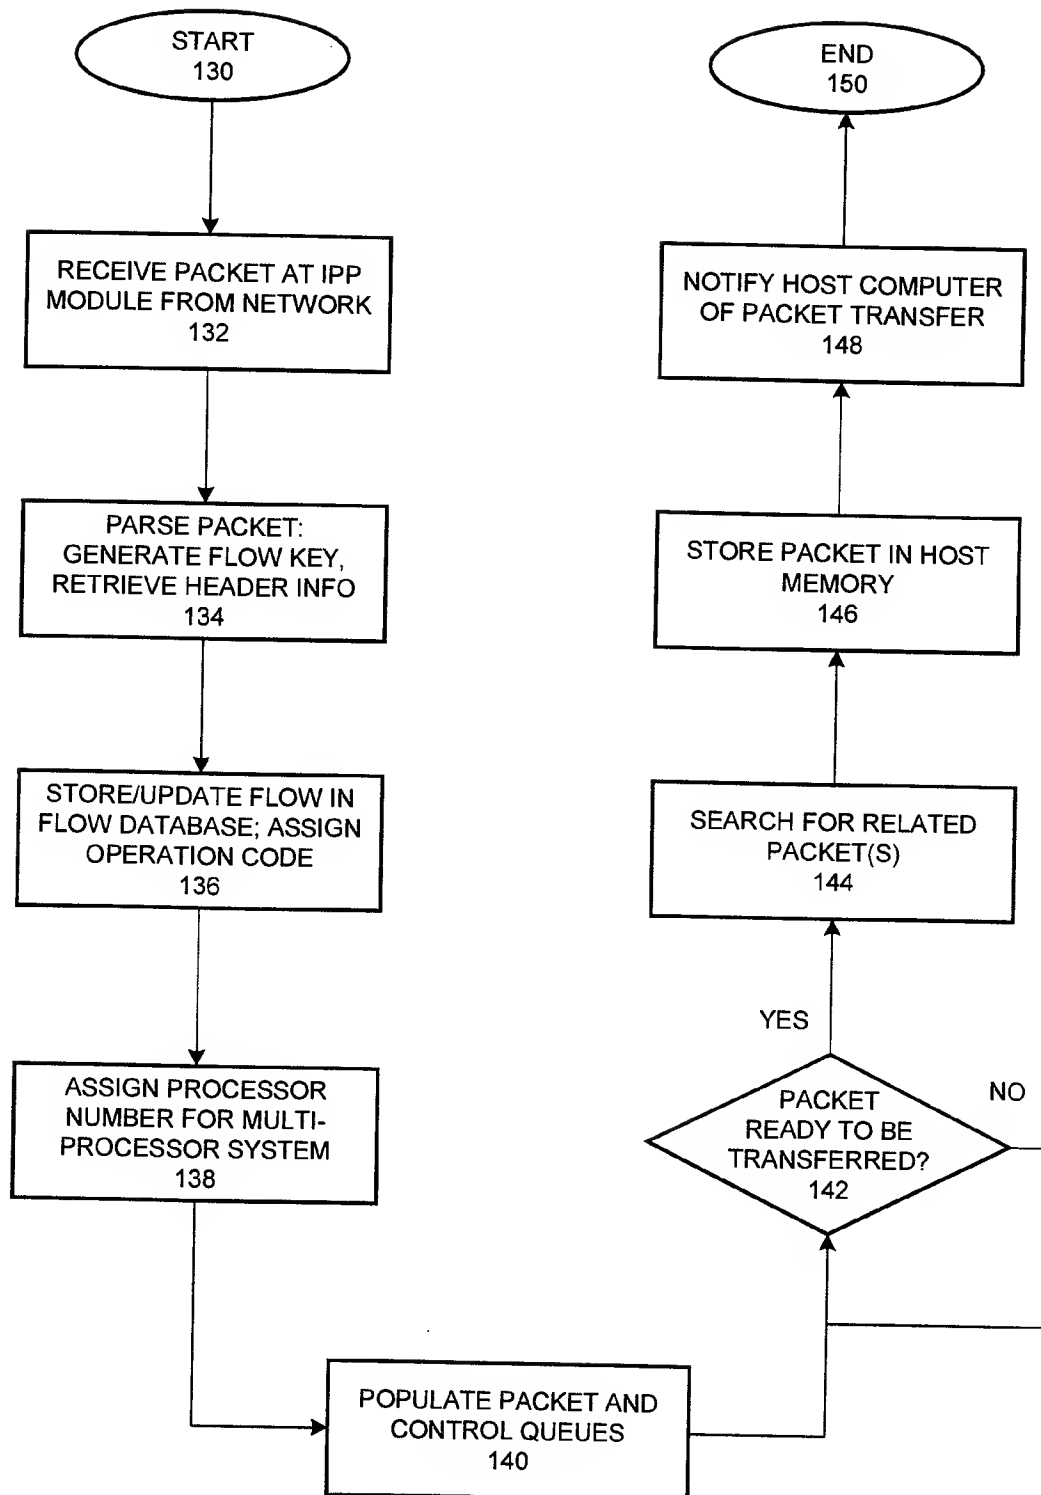 START
130
RECEIVE PACKET AT IPP
MODULE FROM NETWORK
132
PARSE PACKET:
GENERATE FLOW KEY,
RETRIEVE HEADER INFO
134
STORE/UPDATE FLOW IN
FLOW DATABASE; ASSIGN
OPERATION CODE
136
ASSIGN PROCESSOR
NUMBER FOR MULTI-
PROCESSOR SYSTEM
138
POPULATE PACKET AND
CONTROL QUEUES
140
PACKET
READY TO BE
TRANSFERRED?
142
YES
NO
SEARCH FOR RELATED
PACKET(S)
144
STORE PACKET IN HOST
MEMORY
146
NOTIFY HOST COMPUTER
OF PACKET TRANSFER
148
END
150